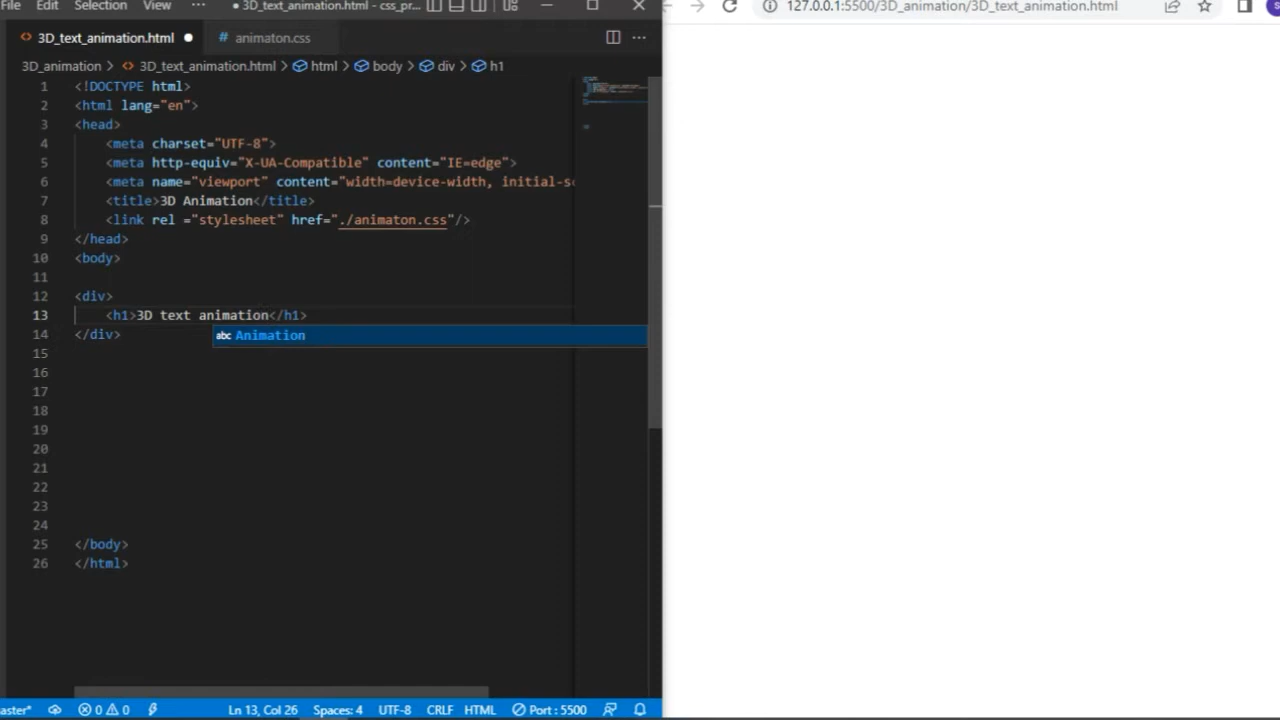 File Edit Selection View ··· ● 3D_text_animation.html - css_pr...
127.0.0.1:5500/3D_animation/3D_text_animation.html
3D_text_animation.html ● # animaton.css
3D_animation > 3D_text_animation.html > html > body > div > h1
1 <!DOCTYPE html>
2 <html lang="en">
3 <head>
4 <meta charset="UTF-8">
5 <meta http-equiv="X-UA-Compatible" content="IE=edge">
6 <meta name="viewport" content="width=device-width, initial-sc
7 <title>3D Animation</title>
8 <link rel ="stylesheet" href="./animaton.css"/>
9 </head>
10 <body>
11
12 <div>
13 <h1>3D text animation</h1>
abc Animation
14 </div>
15
16
17
18
19
20
21
22
23
24
25 </body>
26 </html>
aster* 0 0 Ln 13, Col 26 Spaces: 4 UTF-8 CRLF HTML Port : 5500